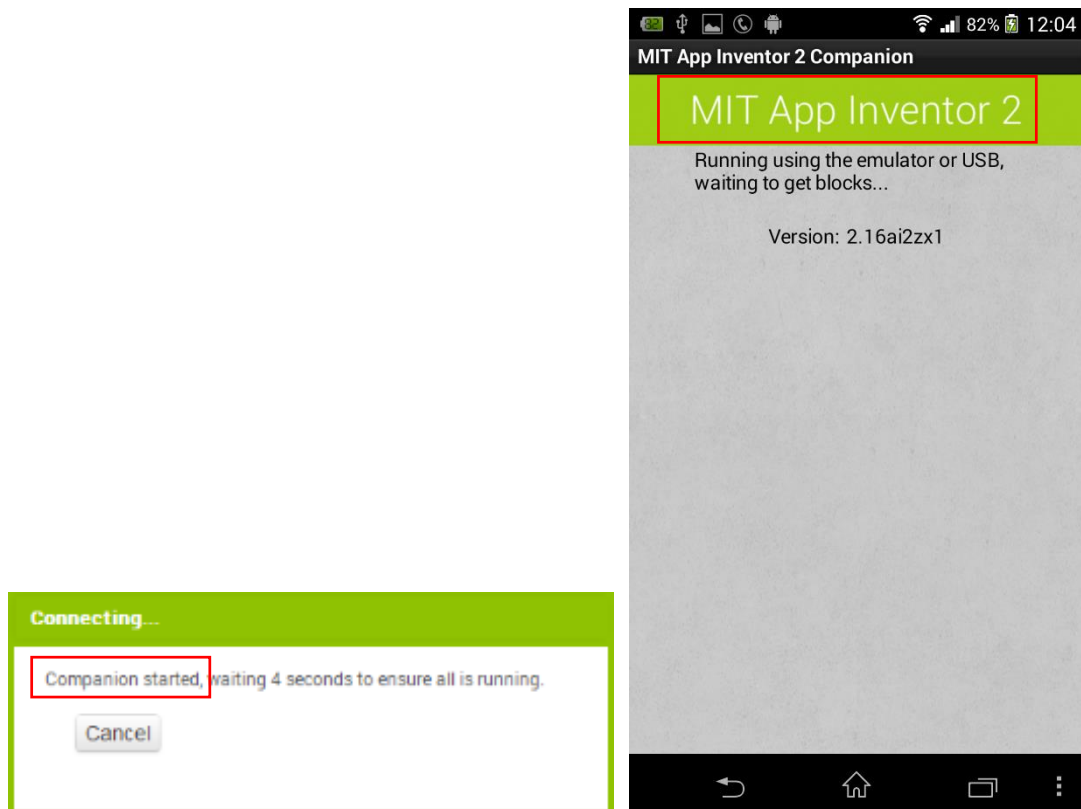 82% 12:04
MIT App Inventor 2 Companion
MIT App Inventor 2
Running using the emulator or USB,
waiting to get blocks...
Version: 2.16ai2zx1
Connecting...
Companion started, waiting 4 seconds to ensure all is running.
Cancel